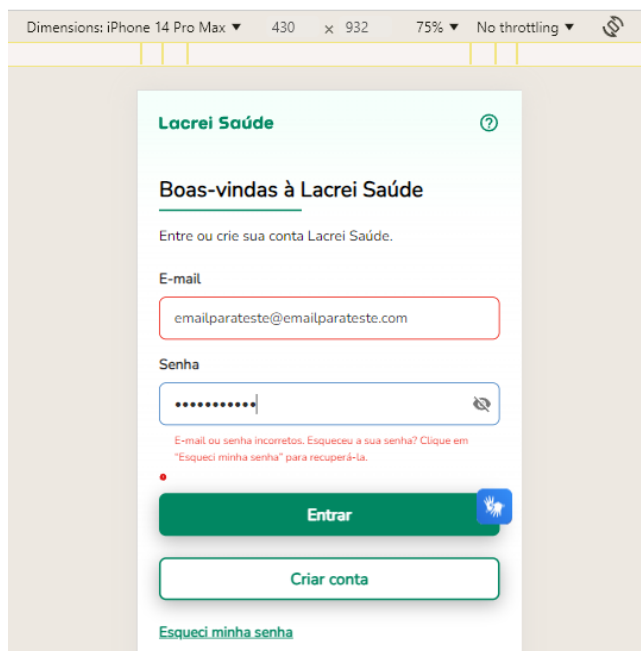 Dimensions: iPhone 14 Pro Max ▼ 430 x 932 75% ▼ No throttling ▼
Lacrei Saúde
Boas-vindas à Lacrei Saúde
Entre ou crie sua conta Lacrei Saúde.
E-mail
emailparateste@emailparateste.com
Senha
•••••••••••
E-mail ou senha incorretos. Esqueceu a sua senha? Clique em
"Esqueci minha senha" para recuperá-la.
Entrar
Criar conta
Esqueci minha senha